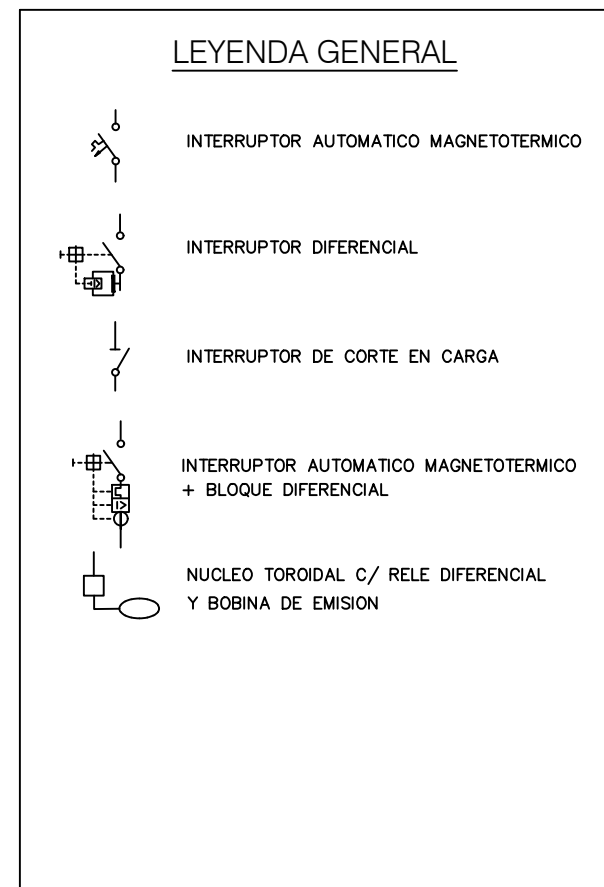 LEYENDA GENERAL
INTERRUPTOR AUTOMATICO MAGNETOTERMICO
INTERRUPTOR DIFERENCIAL
INTERRUPTOR DE CORTE EN CARGA
INTERRUPTOR AUTOMATICO MAGNETOTERMICO
+ BLOQUE DIFERENCIAL
NUCLEO TOROIDAL C/ RELE DIFERENCIAL
Y BOBINA DE EMISION